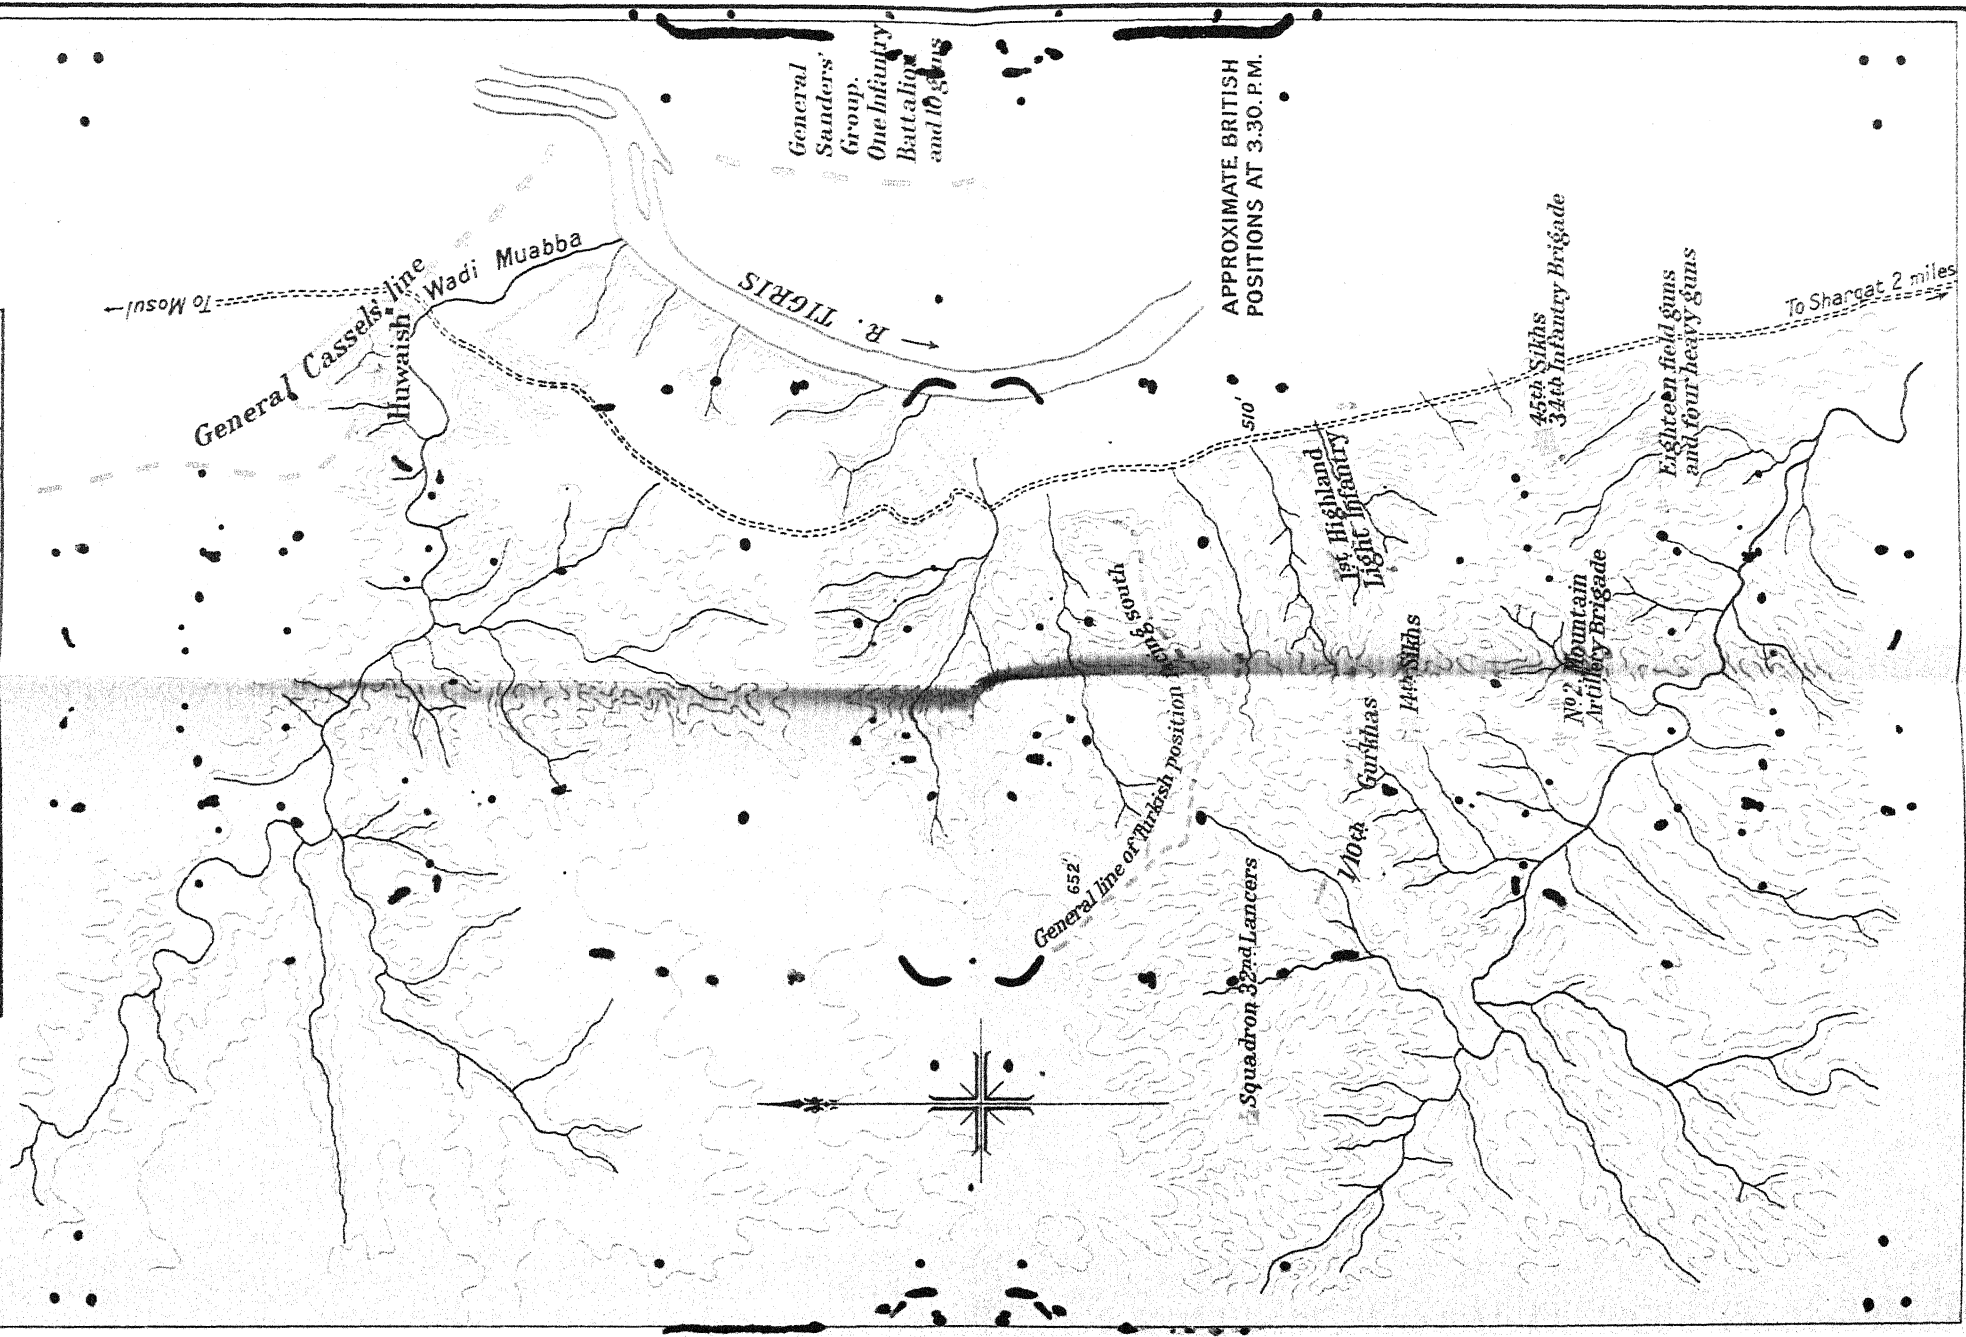 General
Sanders'
Group.
One Infantry
Battalion
and 10 guns
APPROXIMATE BRITISH
POSITIONS AT 3.30. P.M.
R. TIGRIS
Wadi Muabba
To Mosul
General Cassels' line
Huwaish
To Sharqat 2 miles
45th Sikhs
34th Infantry Brigade
Eighteen field guns
and four heavy guns
510'
1st Highland
Light Infantry
14th Sikhs
No 2 Mountain
Artillery Brigade
1/10th Gurkhas
General line of Turkish position facing south
652'
Squadron 32nd Lancers